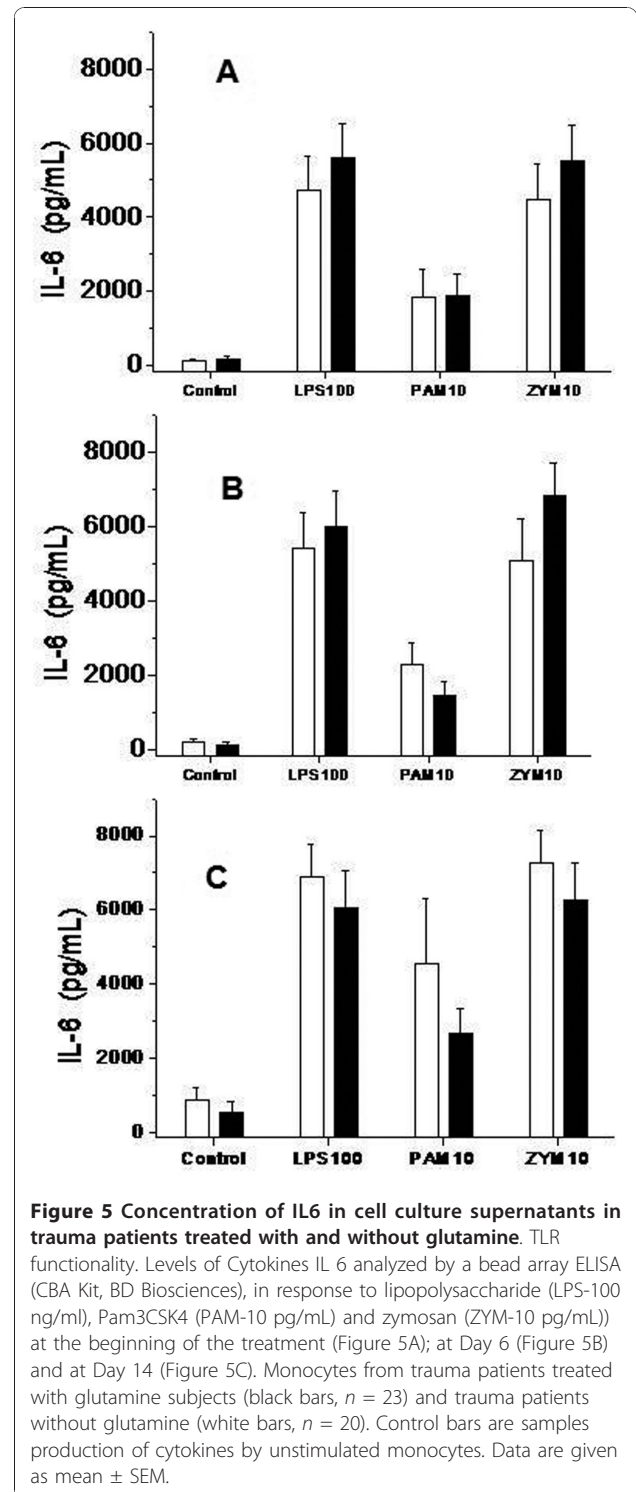 A
8000
6000
4000
2000
0
IL-6 (pg/mL)
Control LPS100 PAM10 ZYM10
B
8000
6000
4000
2000
0
IL-6 (pg/mL)
Control LPS100 PAM10 ZYM10
C
8000
6000
4000
2000
0
IL-6 (pg/mL)
Control LPS100 PAM10 ZYM10
Figure 5 Concentration of IL6 in cell culture supernatants in
trauma patients treated with and without glutamine. TLR
functionality. Levels of Cytokines IL 6 analyzed by a bead array ELISA
(CBA Kit, BD Biosciences), in response to lipopolysaccharide (LPS-100
ng/ml), Pam3CSK4 (PAM-10 pg/mL) and zymosan (ZYM-10 pg/mL))
at the beginning of the treatment (Figure 5A); at Day 6 (Figure 5B)
and at Day 14 (Figure 5C). Monocytes from trauma patients treated
with glutamine subjects (black bars, n = 23) and trauma patients
without glutamine (white bars, n = 20). Control bars are samples
production of cytokines by unstimulated monocytes. Data are given
as mean ± SEM.